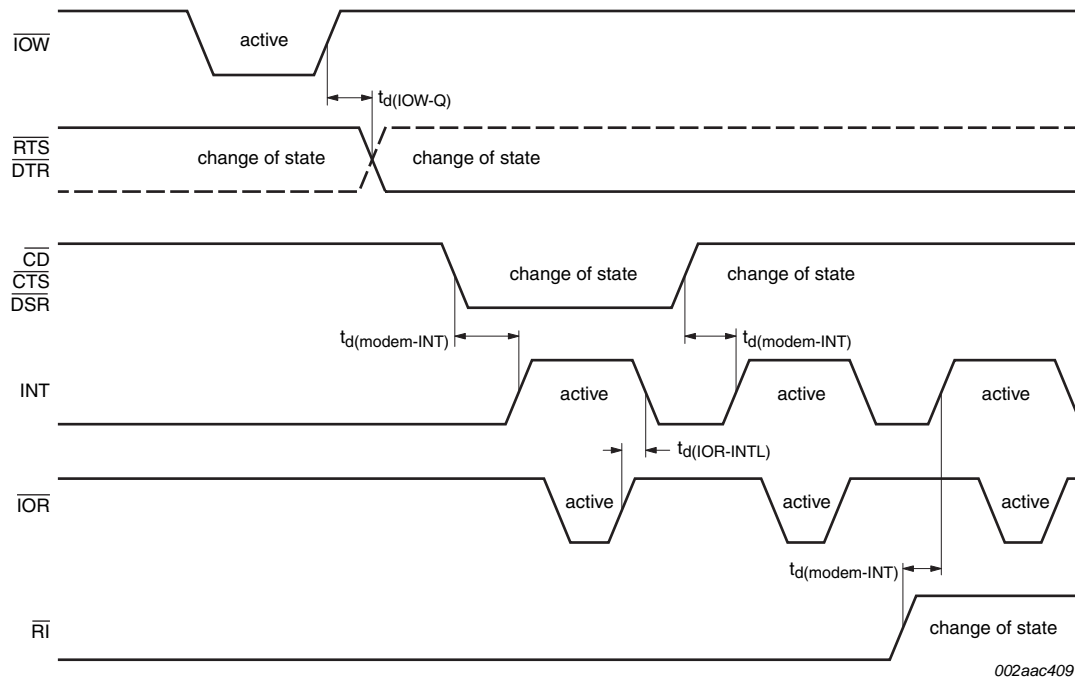 IOW
active
td(IOW-Q)
RTS
DTR
change of state
change of state
CD
CTS
DSR
change of state
change of state
td(modem-INT)
td(modem-INT)
INT
active
active
active
td(IOR-INTL)
IOR
active
active
active
td(modem-INT)
RI
change of state
002aac409